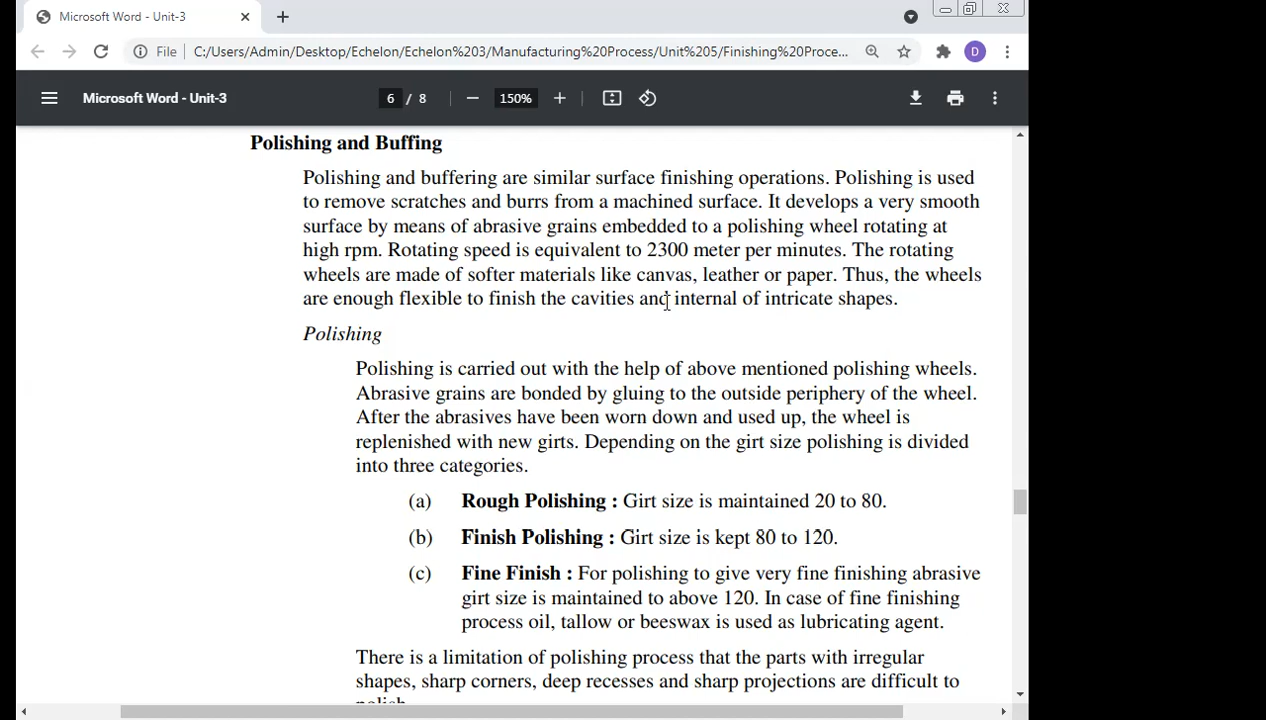 Microsoft Word - Unit-3
File C:/Users/Admin/Desktop/Echelon/Echelon%203/Manufacturing%20Process/Unit%205/Finishing%20Proce... D
Microsoft Word - Unit-3 6 / 8 150%
Polishing and Buffing
Polishing and buffering are similar surface finishing operations. Polishing is used
to remove scratches and burrs from a machined surface. It develops a very smooth
surface by means of abrasive grains embedded to a polishing wheel rotating at
high rpm. Rotating speed is equivalent to 2300 meter per minutes. The rotating
wheels are made of softer materials like canvas, leather or paper. Thus, the wheels
are enough flexible to finish the cavities and internal of intricate shapes.
Polishing
Polishing is carried out with the help of above mentioned polishing wheels.
Abrasive grains are bonded by gluing to the outside periphery of the wheel.
After the abrasives have been worn down and used up, the wheel is
replenished with new girts. Depending on the girt size polishing is divided
into three categories.
(a) Rough Polishing : Girt size is maintained 20 to 80.
(b) Finish Polishing : Girt size is kept 80 to 120.
(c) Fine Finish : For polishing to give very fine finishing abrasive
girt size is maintained to above 120. In case of fine finishing
process oil, tallow or beeswax is used as lubricating agent.
There is a limitation of polishing process that the parts with irregular
shapes, sharp corners, deep recesses and sharp projections are difficult to
polish.